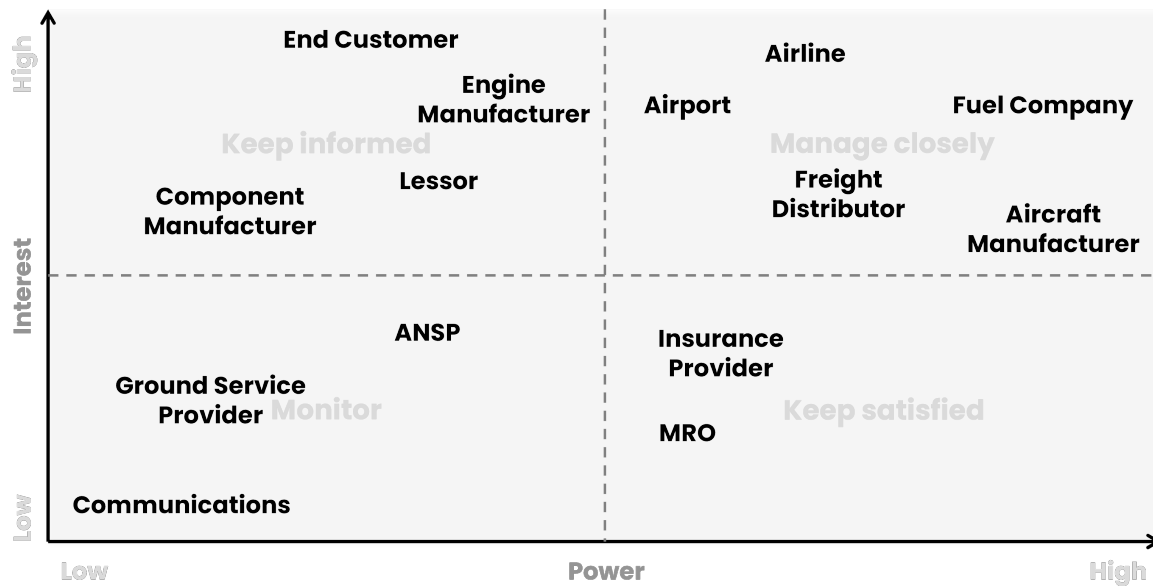 High
End Customer
Airline
Engine
Manufacturer
Airport
Fuel Company
Keep informed
Manage closely
Lessor
Freight
Distributor
Component
Manufacturer
Aircraft
Manufacturer
Interest
ANSP
Insurance
Provider
Ground Service
Provider
Monitor
Keep satisfied
MRO
Communications
Low
Low
Power
High